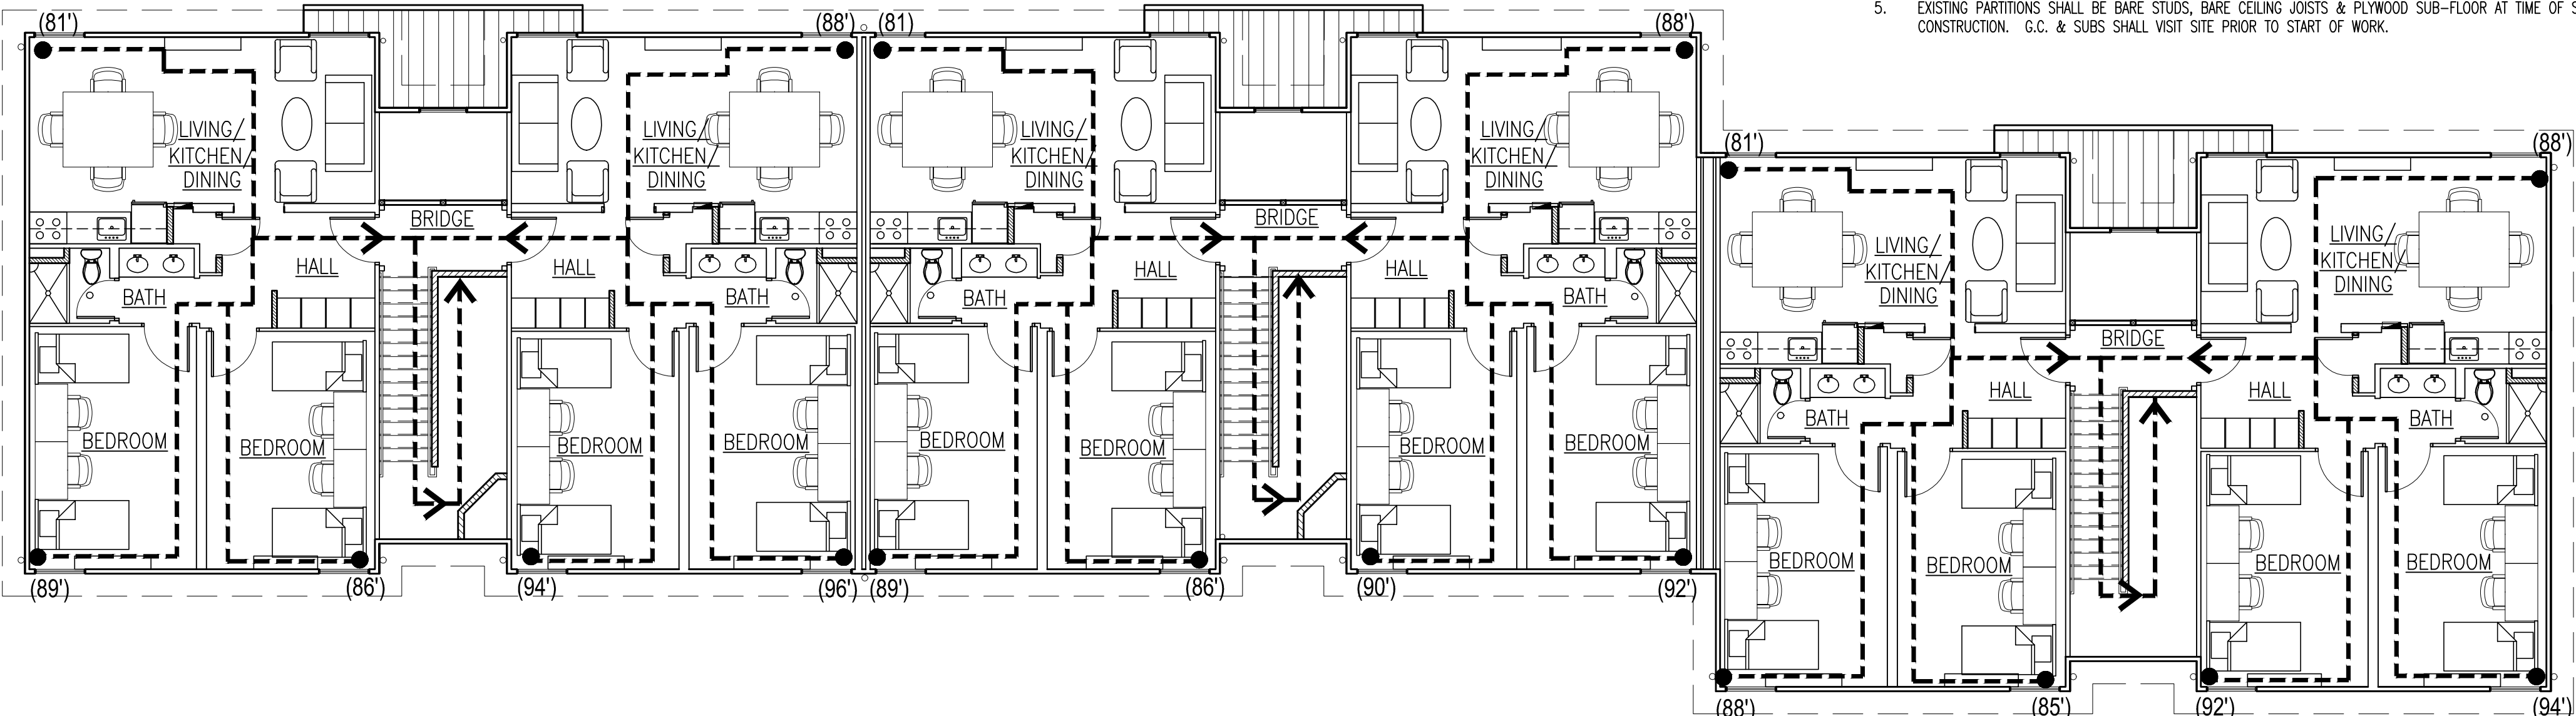 5. EXISTING PARTITIONS SHALL BE BARE STUDS, BARE CEILING JOISTS & PLYWOOD SUB-FLOOR AT TIME OF
CONSTRUCTION. G.C. & SUBS SHALL VISIT SITE PRIOR TO START OF WORK.
(81') (88') (81) (88')
(81') (88')
LIVING/ LIVING/ LIVING/ LIVING/
KITCHEN/ KITCHEN/ KITCHEN/ KITCHEN/
DINING DINING DINING DINING
BRIDGE BRIDGE
LIVING/ LIVING/
KITCHEN/ KITCHEN/
DINING DINING
HALL HALL HALL HALL
BATH BATH BATH BATH
BRIDGE
HALL HALL
BATH BATH
BEDROOM BEDROOM BEDROOM BEDROOM BEDROOM BEDROOM BEDROOM BEDROOM
BEDROOM BEDROOM BEDROOM BEDROOM
(89') (86') (94') (96') (89') (86') (90') (92')
(88') (85') (92') (94')